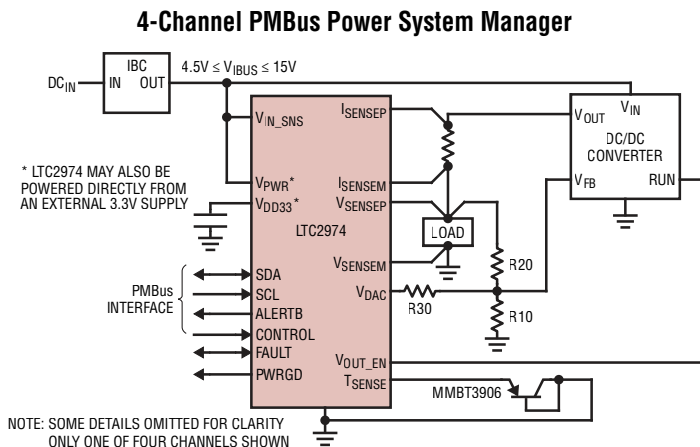 4-Channel PMBus Power System Manager
IBC
DC_IN IN OUT 4.5V ≤ V_IBUS ≤ 15V
V_IN_SNS
I_SENSEP
V_OUT
V_IN
DC/DC
CONVERTER
V_FB
RUN
* LTC2974 MAY ALSO BE
POWERED DIRECTLY FROM
AN EXTERNAL 3.3V SUPPLY
V_PWR*
V_DD33*
LTC2974
I_SENSEM
V_SENSEP
LOAD
V_SENSEM
V_DAC
R30
R20
R10
PMBus
INTERFACE
SDA
SCL
ALERTB
CONTROL
FAULT
PWRGD
V_OUT_EN
T_SENSE
MMBT3906
NOTE: SOME DETAILS OMITTED FOR CLARITY
ONLY ONE OF FOUR CHANNELS SHOWN